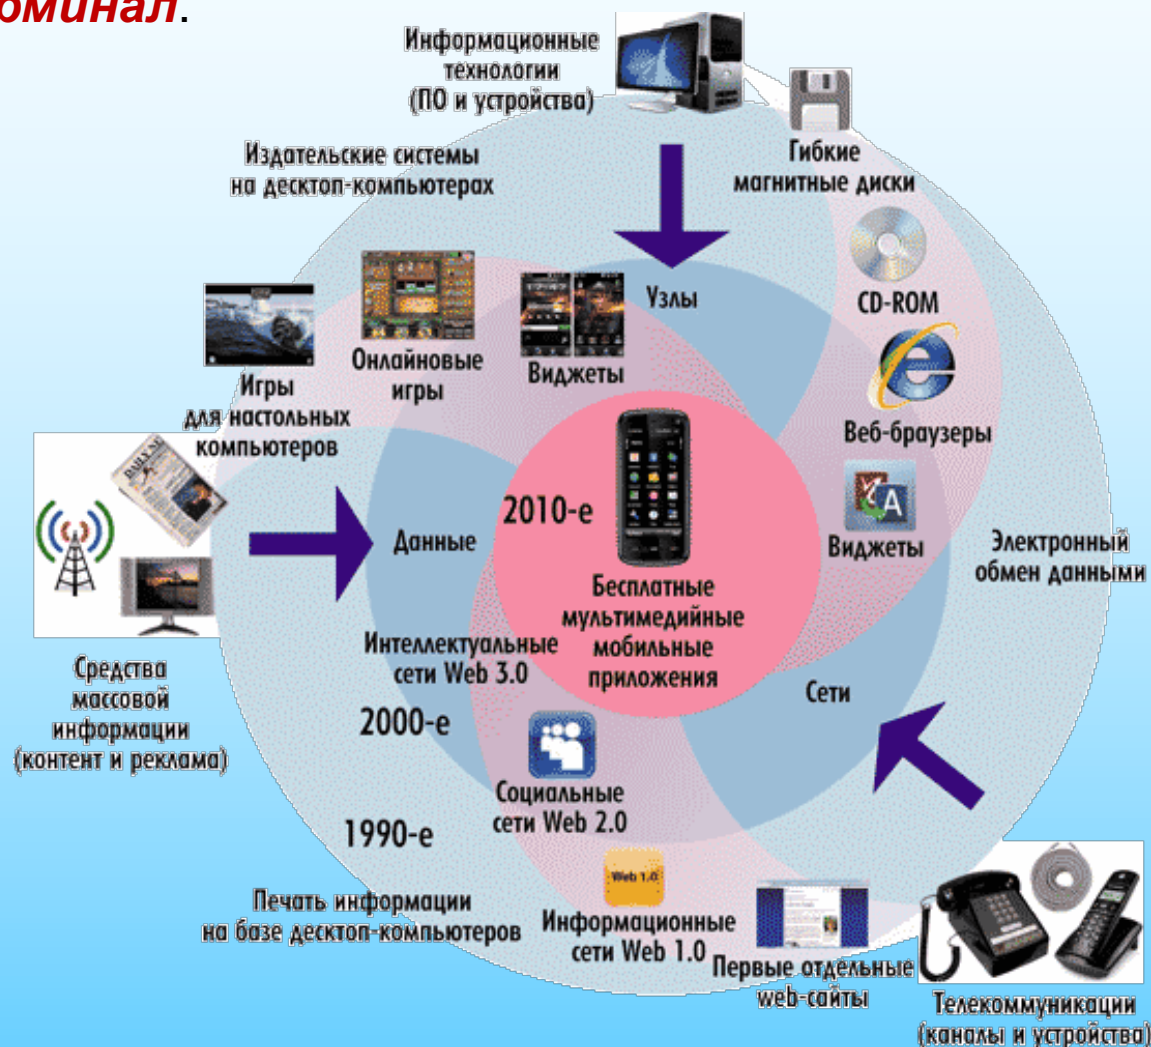 оминал.
Информационные
технологии
(ПО и устройства)
Гибкие
магнитные диски
Издательские системы
на десктоп-компьютерах
CD-ROM
Узлы
Онлайновые
игры
Виджеты
Игры
для настольных
компьютеров
Веб-браузеры
2010-е
Данные
Виджеты
Электронный
обмен данными
Бесплатные
мультимедийные
мобильные
приложения
Интеллектуальные
сети Web 3.0
Сети
Средства
массовой
информации
(контент и реклама)
2000-е
Социальные
сети Web 2.0
1990-е
Web 1.0
Печать информации
на базе десктоп-компьютеров
Информационные
сети Web 1.0
Первые отдельные
web-сайты
Телекоммуникации
(каналы и устройства)